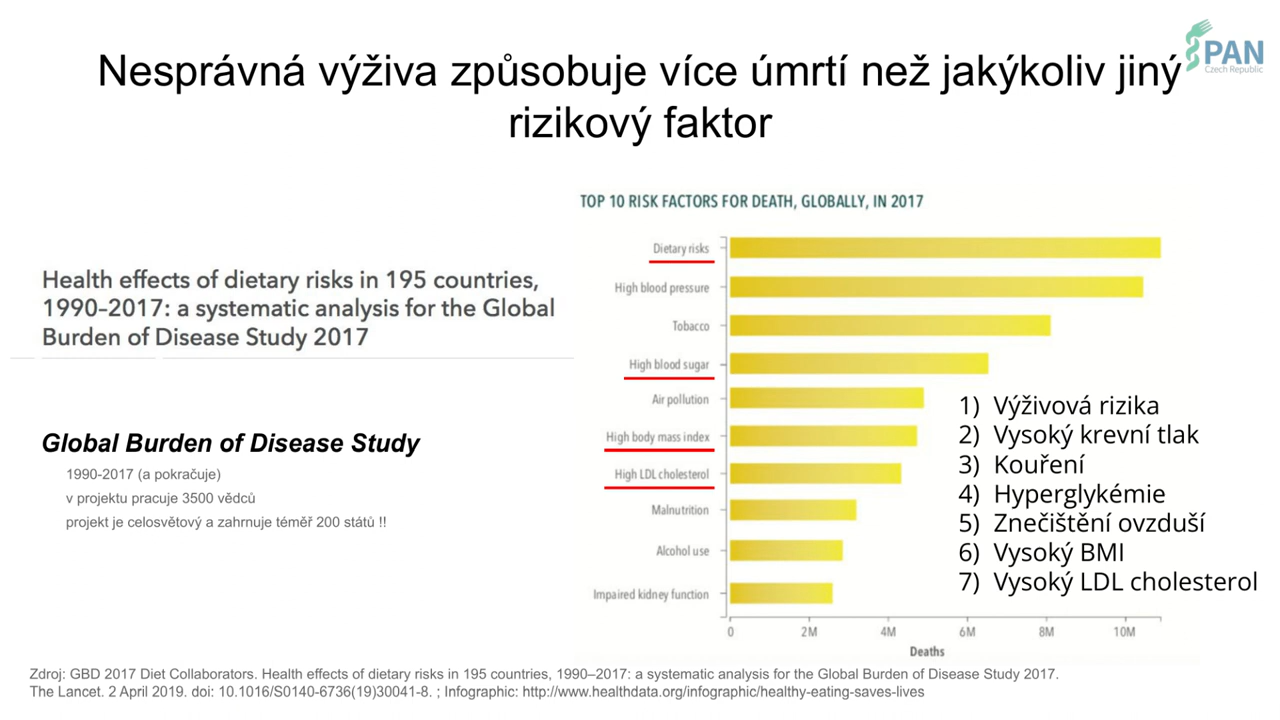 PAN
Czech Republic
Nesprávná výživa způsobuje více úmrtí než jakýkoliv jiný
rizikový faktor
Health effects of dietary risks in 195 countries,
1990–2017: a systematic analysis for the Global
Burden of Disease Study 2017
Global Burden of Disease Study
1990-2017 (a pokračuje)
v projektu pracuje 3500 vědců
projekt je celosvětový a zahrnuje téměř 200 států !!
TOP 10 RISK FACTORS FOR DEATH, GLOBALLY, IN 2017
Dietary risks
High blood pressure
Tobacco
High blood sugar
Air pollution
High body mass index
High LDL cholesterol
Malnutrition
Alcohol use
Impaired kidney function
0 2M 4M 6M 8M 10M
Deaths
1) Výživová rizika
2) Vysoký krevní tlak
3) Kouření
4) Hyperglykémie
5) Znečištění ovzduší
6) Vysoký BMI
7) Vysoký LDL cholesterol
Zdroj: GBD 2017 Diet Collaborators. Health effects of dietary risks in 195 countries, 1990–2017: a systematic analysis for the Global Burden of Disease Study 2017.
The Lancet. 2 April 2019. doi: 10.1016/S0140-6736(19)30041-8. ; Infographic: http://www.healthdata.org/infographic/healthy-eating-saves-lives